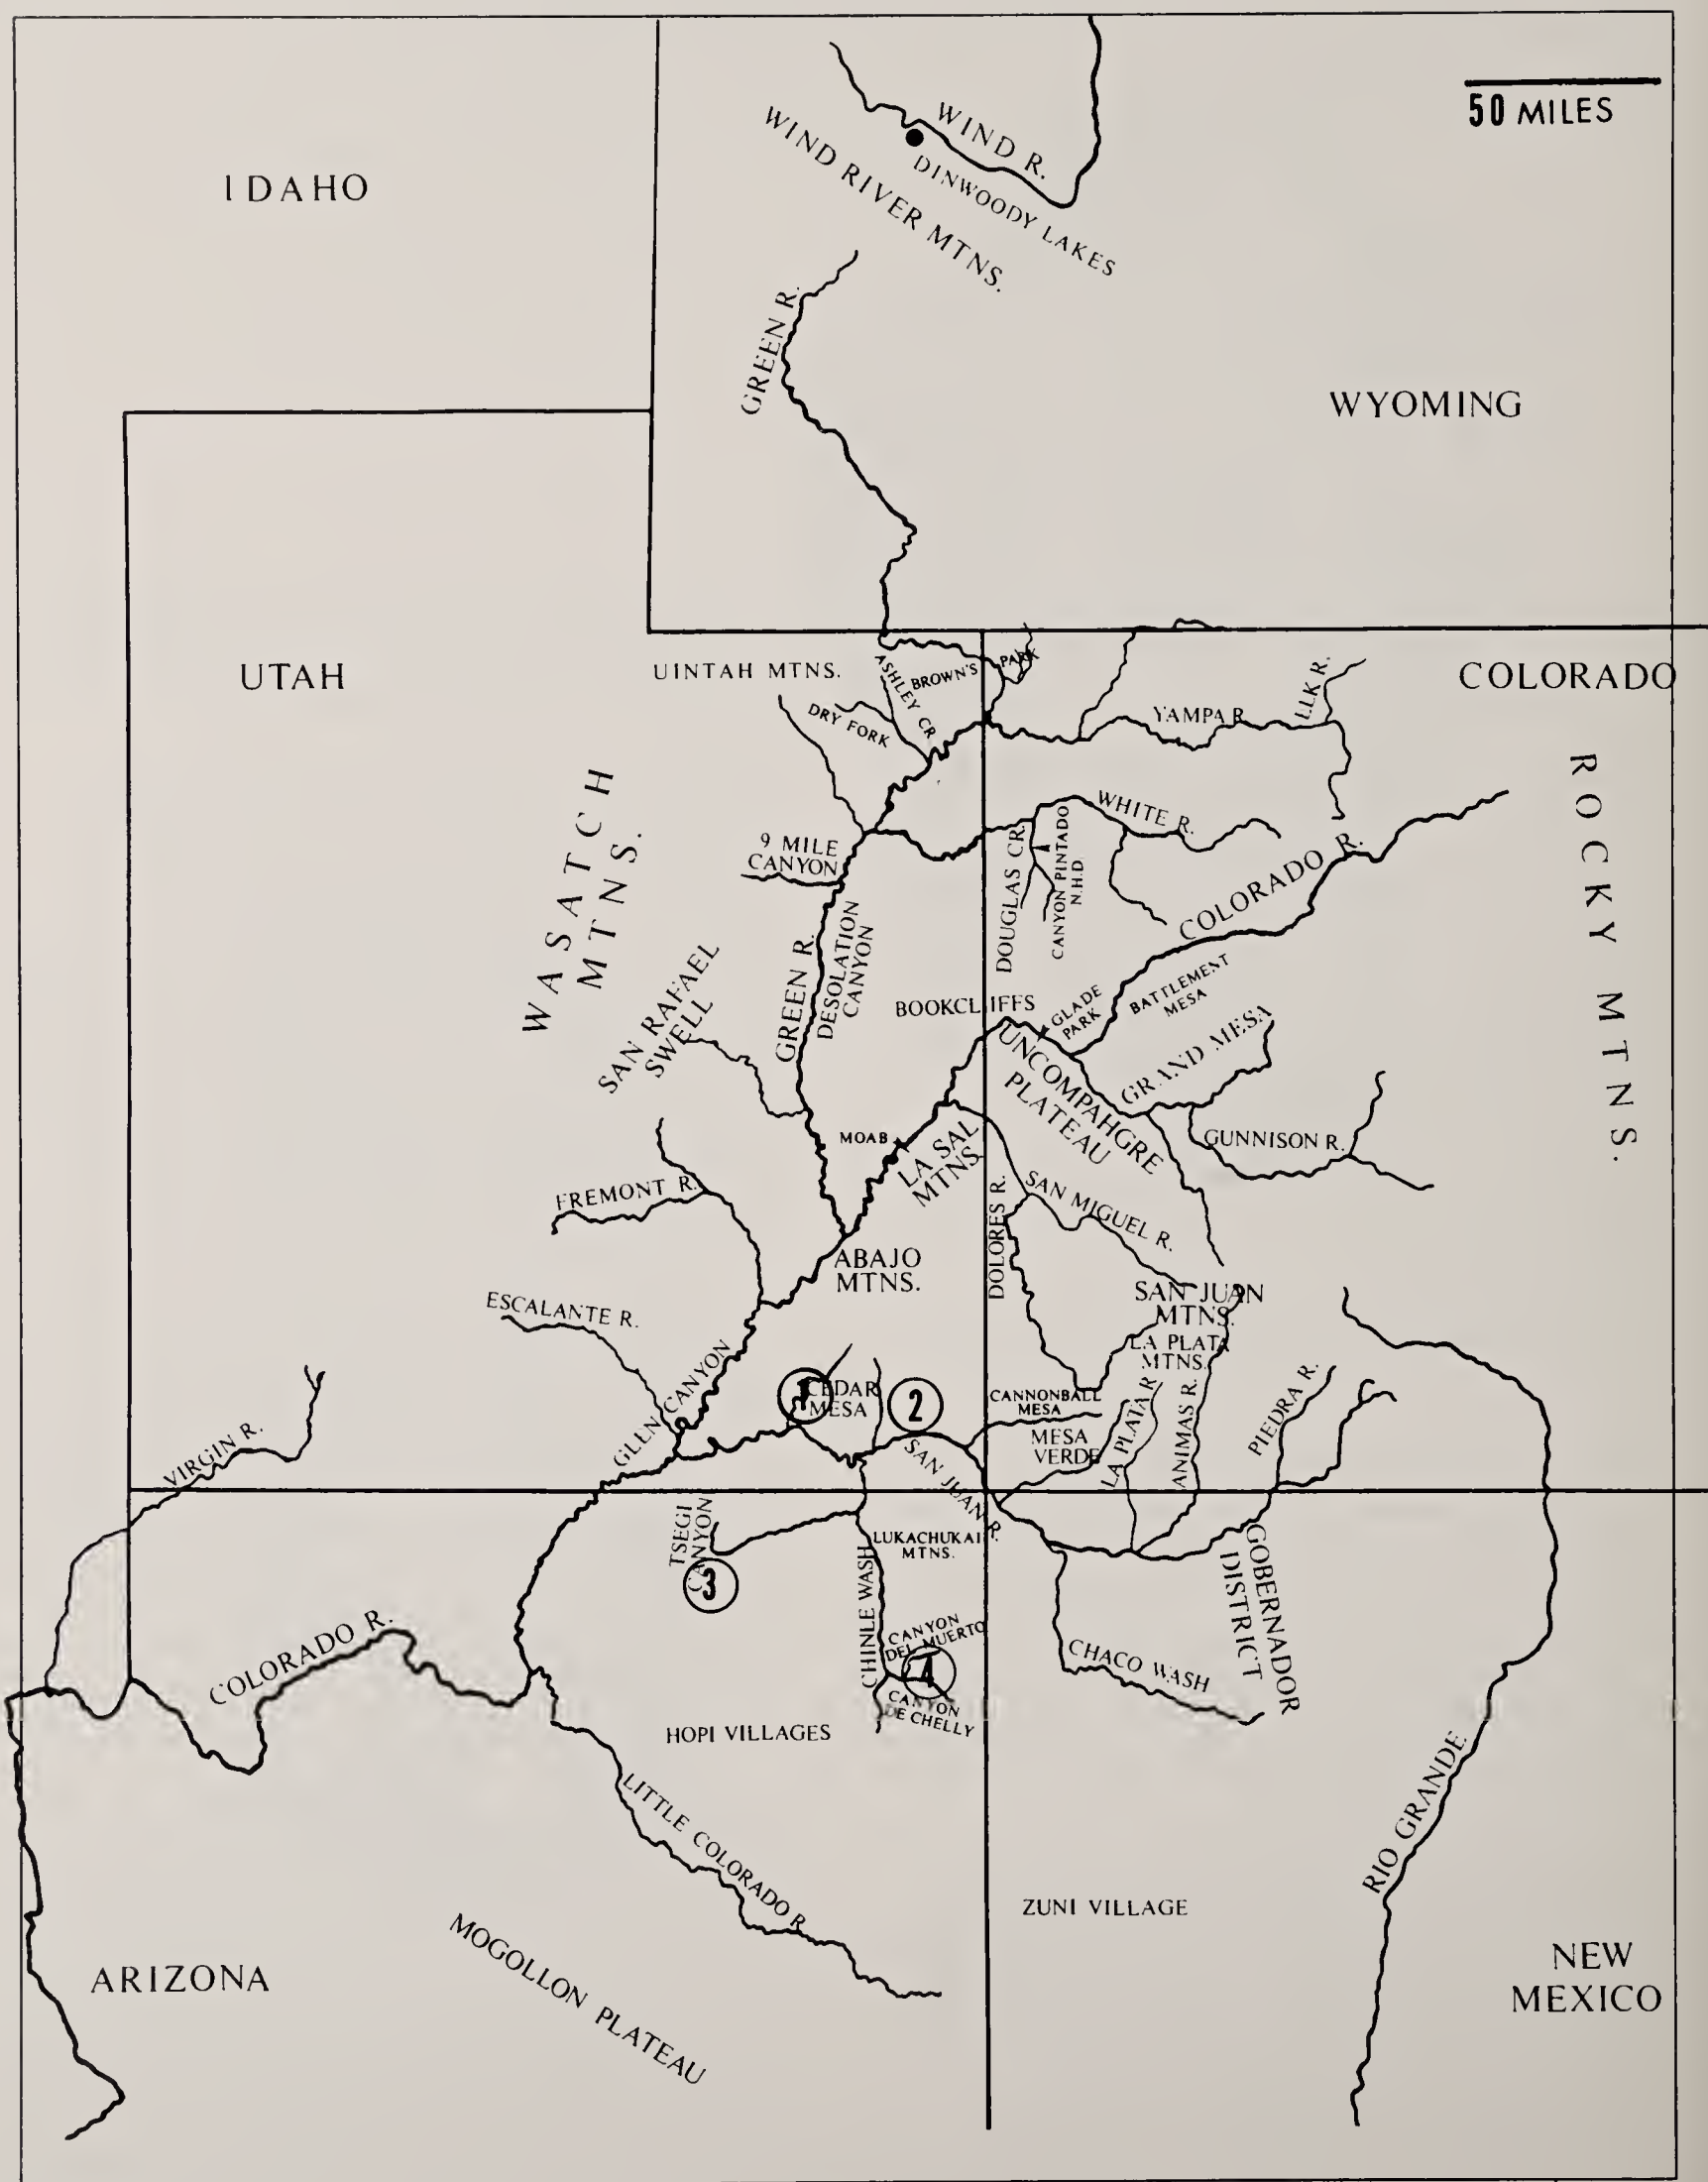 50 MILES
WIND R.
DINWOODY LAKES
WIND RIVER MTNS.
IDAHO
GREEN R.
WYOMING
UTAH
UINTAH MTNS.
ASHLEY CR
BROWN'S
PARK
COLORADO
DRY FORK
YAMPA R
ELK R.
WASATCH
MTNS.
ROCKY MTNS.
9 MILE
CANYON
WHITE R.
DOUGLAS CR.
CANYON PINTADO
N.H.D.
COLORADO R.
GREEN R.
DESOLATION
CANYON
SAN RAFAEL
SWELL
BOOKCLIFFS
GLADE
PARK
BATTLEMENT
MESA
GRAND MESA
UNCOMPAHGRE
PLATEAU
MOAB
LA SAL
MTNS.
GUNNISON R.
FREMONT R.
DOLORES R.
SAN MIGUEL R.
ABAJO
MTNS.
SAN JUAN
MTNS.
ESCALANTE R.
LA PLATA
MTNS.
GLEN CANYON
1
CEDAR
MESA
2
CANNONBALL
MESA
MESA
VERDE
LA PLATA R
ANIMAS R.
PIEDRA R.
VIRGIN R.
SAN JUAN R.
TSEGI
CANYON
3
LUKACHUKAI
MTNS.
CHINLE WASH
GOBERNADOR
DISTRICT
CANYON
DEL MUERTO
4
CANYON
DE CHELLY
CHACO WASH
COLORADO R.
HOPI VILLAGES
LITTLE COLORADO R.
RIO GRANDE
ZUNI VILLAGE
MOGOLLON PLATEAU
ARIZONA
NEW
MEXICO